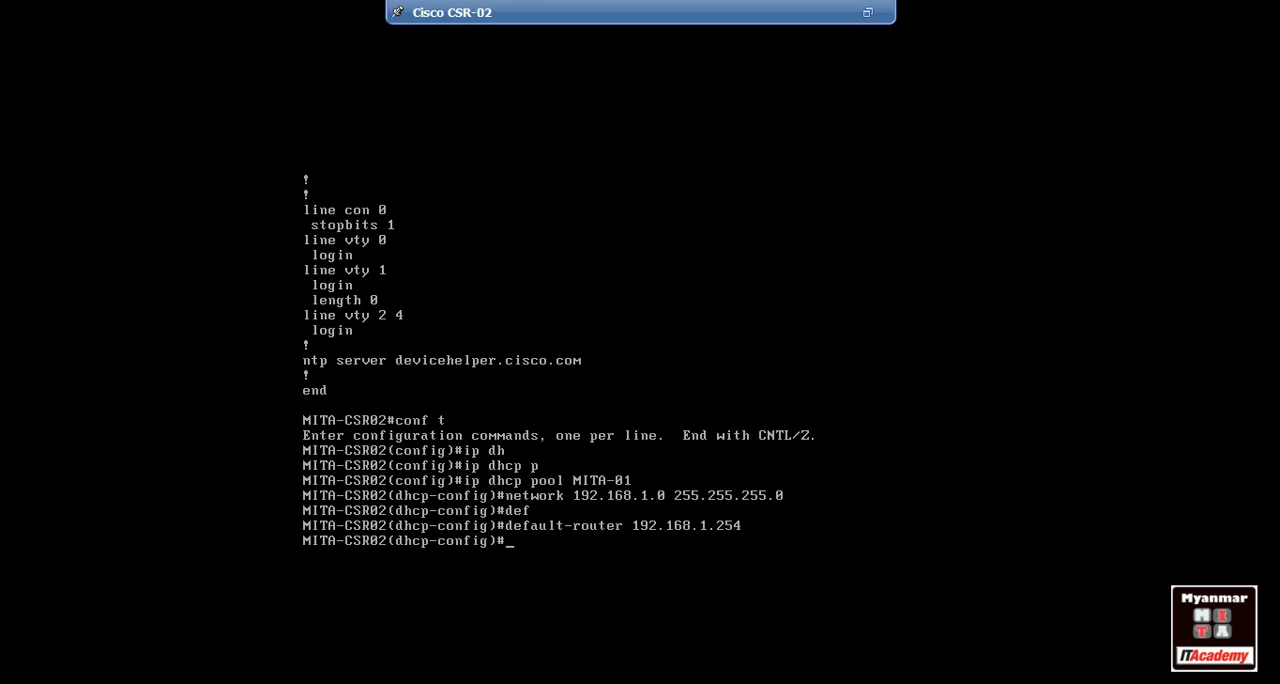 Cisco CSR-02
!
!
line con 0
 stopbits 1
line vty 0
 login
line vty 1
 login
 length 0
line vty 2 4
 login
!
ntp server devicehelper.cisco.com
!
end
MITA-CSR02#conf t
Enter configuration commands, one per line.  End with CNTL/Z.
MITA-CSR02(config)#ip dh
MITA-CSR02(config)#ip dhcp p
MITA-CSR02(config)#ip dhcp pool MITA-01
MITA-CSR02(dhcp-config)#network 192.168.1.0 255.255.255.0
MITA-CSR02(dhcp-config)#def
MITA-CSR02(dhcp-config)#default-router 192.168.1.254
MITA-CSR02(dhcp-config)#_
Myanmar
M I
T A
ITAcademy